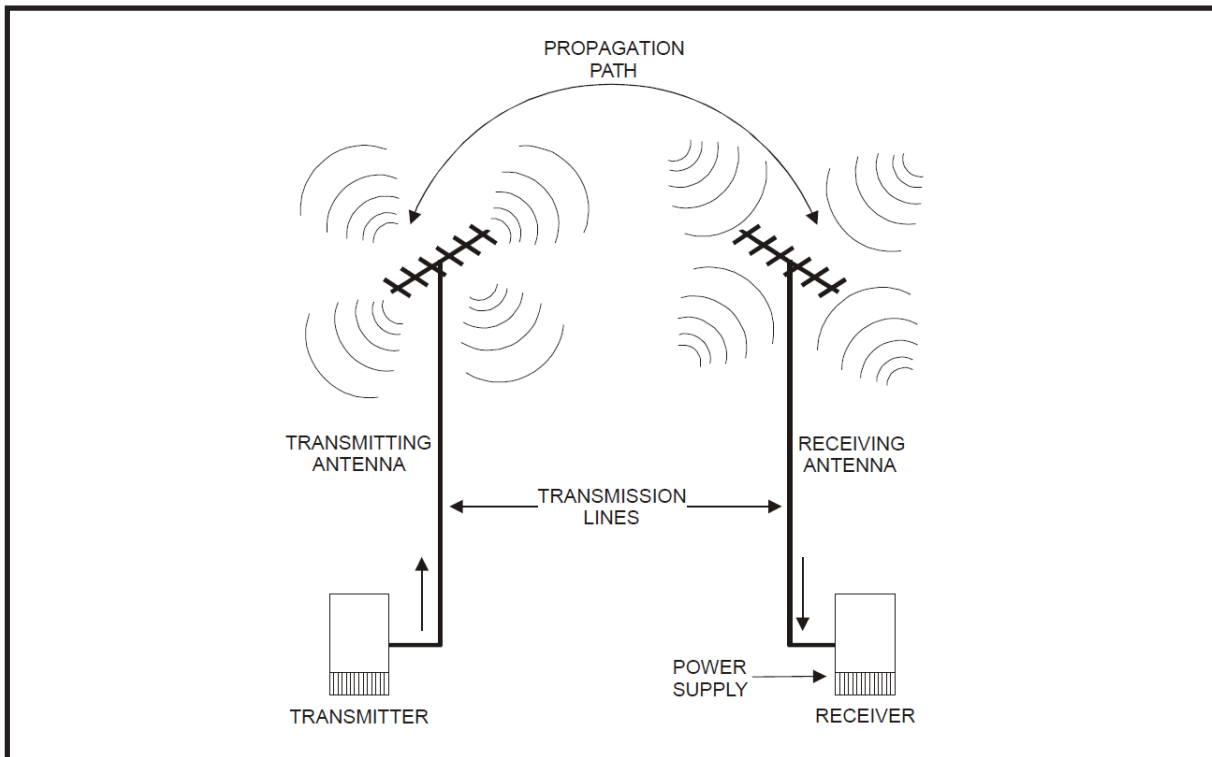 PROPAGATION
PATH
TRANSMITTING
ANTENNA
RECEIVING
ANTENNA
TRANSMISSION
LINES
POWER
SUPPLY
TRANSMITTER
RECEIVER